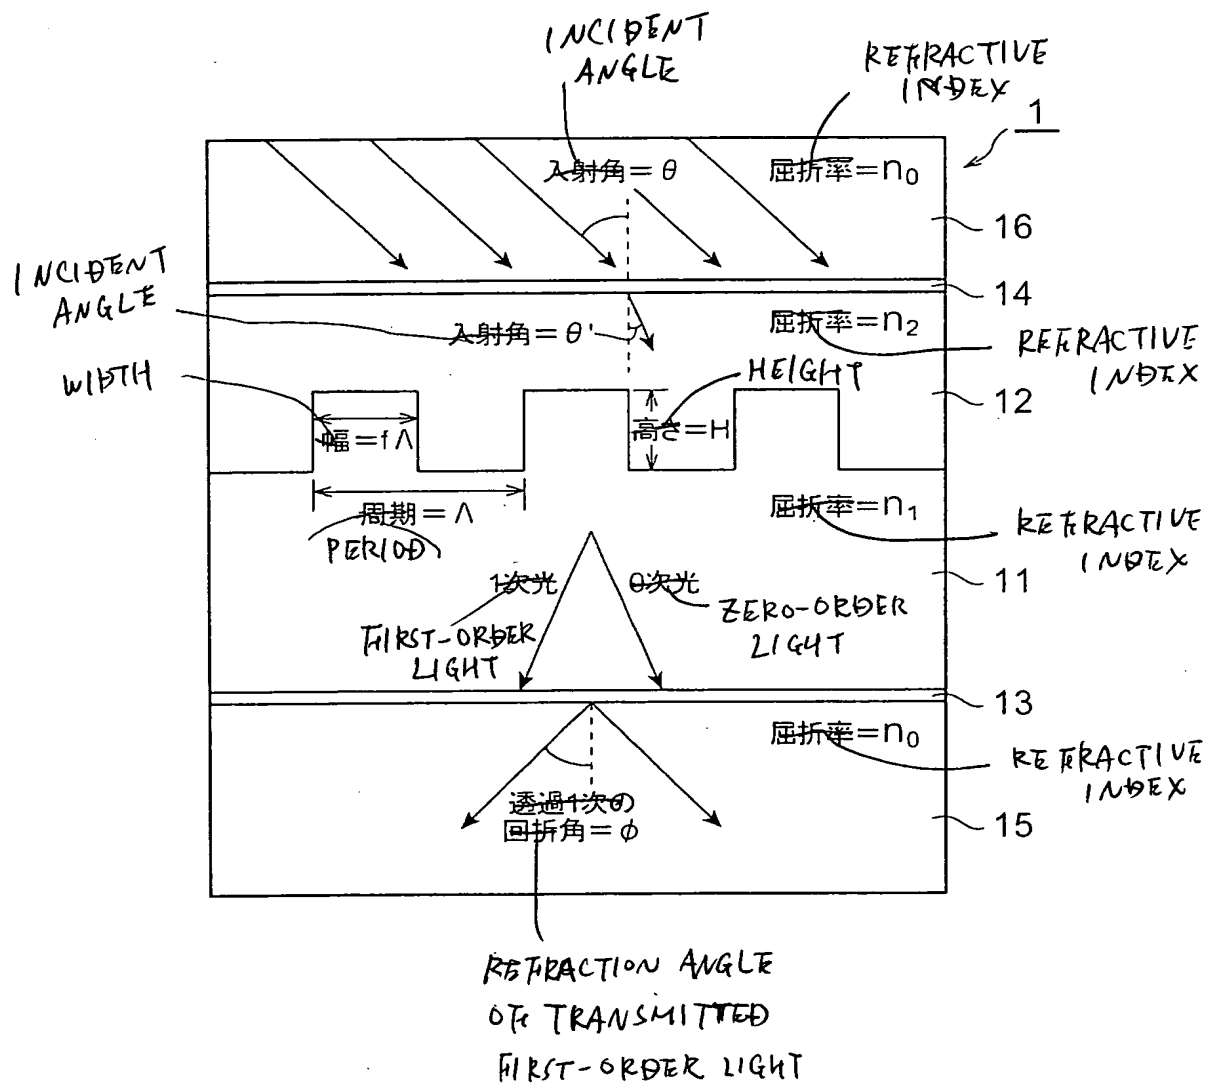 INCIDENT
ANGLE
REFRACTIVE
INDEX
1
入射角=θ
屈折率=n0
16
INCIDENT
ANGLE
14
入射角=θ'
屈折率=n2
REFRACTIVE
INDEX
WIDTH
HEIGHT
12
幅=fΛ
高さ=H
周期=Λ
PERIOD
屈折率=n1
REFRACTIVE
INDEX
11
1次光
0次光
FIRST-ORDER
LIGHT
ZERO-ORDER
LIGHT
13
屈折率=n0
REFRACTIVE
INDEX
透過1次の
回折角=φ
15
REFRACTION ANGLE
OF TRANSMITTED
FIRST-ORDER LIGHT